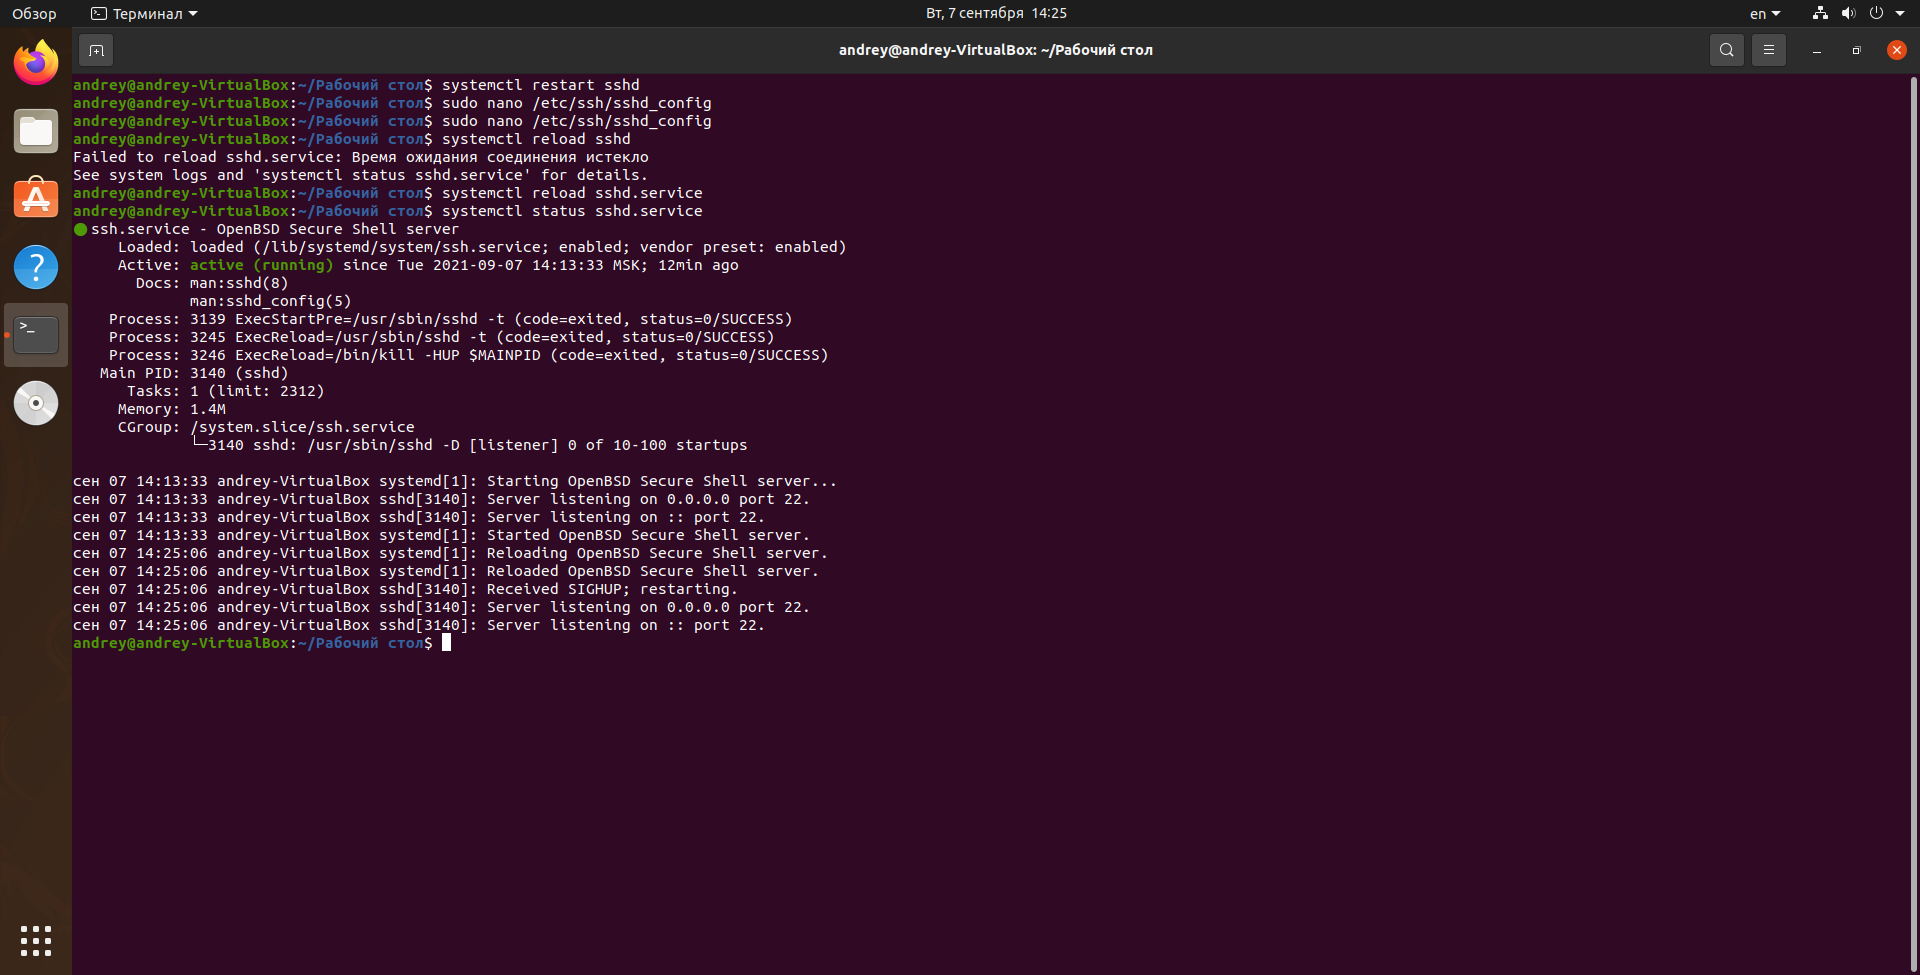 Обзор
Терминал
Вт, 7 сентября 14:25
en
andrey@andrey-VirtualBox: ~/Рабочий стол
andrey@andrey-VirtualBox:~/Рабочий стол$ systemctl restart sshd
andrey@andrey-VirtualBox:~/Рабочий стол$ sudo nano /etc/ssh/sshd_config
andrey@andrey-VirtualBox:~/Рабочий стол$ sudo nano /etc/ssh/sshd_config
andrey@andrey-VirtualBox:~/Рабочий стол$ systemctl reload sshd
Failed to reload sshd.service: Время ожидания соединения истекло
See system logs and 'systemctl status sshd.service' for details.
andrey@andrey-VirtualBox:~/Рабочий стол$ systemctl reload sshd.service
andrey@andrey-VirtualBox:~/Рабочий стол$ systemctl status sshd.service
● ssh.service - OpenBSD Secure Shell server
     Loaded: loaded (/lib/systemd/system/ssh.service; enabled; vendor preset: enabled)
     Active: active (running) since Tue 2021-09-07 14:13:33 MSK; 12min ago
       Docs: man:sshd(8)
             man:sshd_config(5)
    Process: 3139 ExecStartPre=/usr/sbin/sshd -t (code=exited, status=0/SUCCESS)
    Process: 3245 ExecReload=/usr/sbin/sshd -t (code=exited, status=0/SUCCESS)
    Process: 3246 ExecReload=/bin/kill -HUP $MAINPID (code=exited, status=0/SUCCESS)
   Main PID: 3140 (sshd)
      Tasks: 1 (limit: 2312)
     Memory: 1.4M
     CGroup: /system.slice/ssh.service
             └─3140 sshd: /usr/sbin/sshd -D [listener] 0 of 10-100 startups
сен 07 14:13:33 andrey-VirtualBox systemd[1]: Starting OpenBSD Secure Shell server...
сен 07 14:13:33 andrey-VirtualBox sshd[3140]: Server listening on 0.0.0.0 port 22.
сен 07 14:13:33 andrey-VirtualBox sshd[3140]: Server listening on :: port 22.
сен 07 14:13:33 andrey-VirtualBox systemd[1]: Started OpenBSD Secure Shell server.
сен 07 14:25:06 andrey-VirtualBox systemd[1]: Reloading OpenBSD Secure Shell server.
сен 07 14:25:06 andrey-VirtualBox systemd[1]: Reloaded OpenBSD Secure Shell server.
сен 07 14:25:06 andrey-VirtualBox sshd[3140]: Received SIGHUP; restarting.
сен 07 14:25:06 andrey-VirtualBox sshd[3140]: Server listening on 0.0.0.0 port 22.
сен 07 14:25:06 andrey-VirtualBox sshd[3140]: Server listening on :: port 22.
andrey@andrey-VirtualBox:~/Рабочий стол$